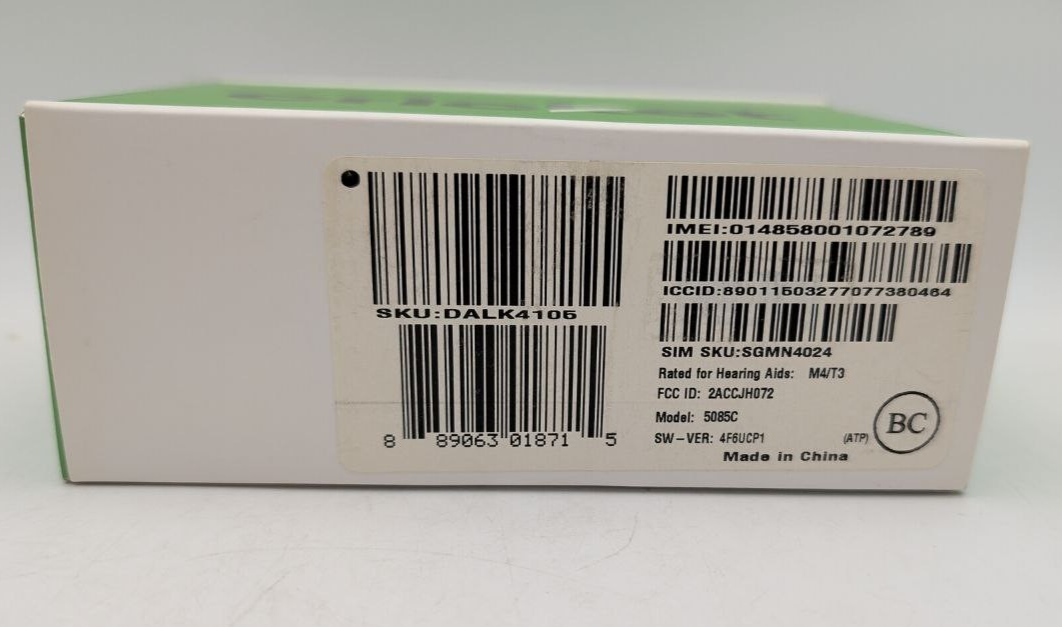 SKU:DALK4105
8 89063 01871 5
IMEI:014858001072789
ICCID:89011503277077380464
SIM SKU:SGMN4024
Rated for Hearing Aids: M4/T3
FCC ID: 2ACCJH072
Model: 5085C
SW-VER: 4F6UCP1
(ATP)
BC
Made in China